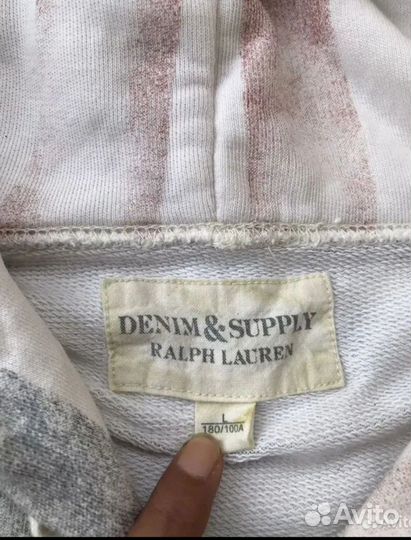 DENIM & SUPPLY
RALPH LAUREN
L
180/100A
Avito